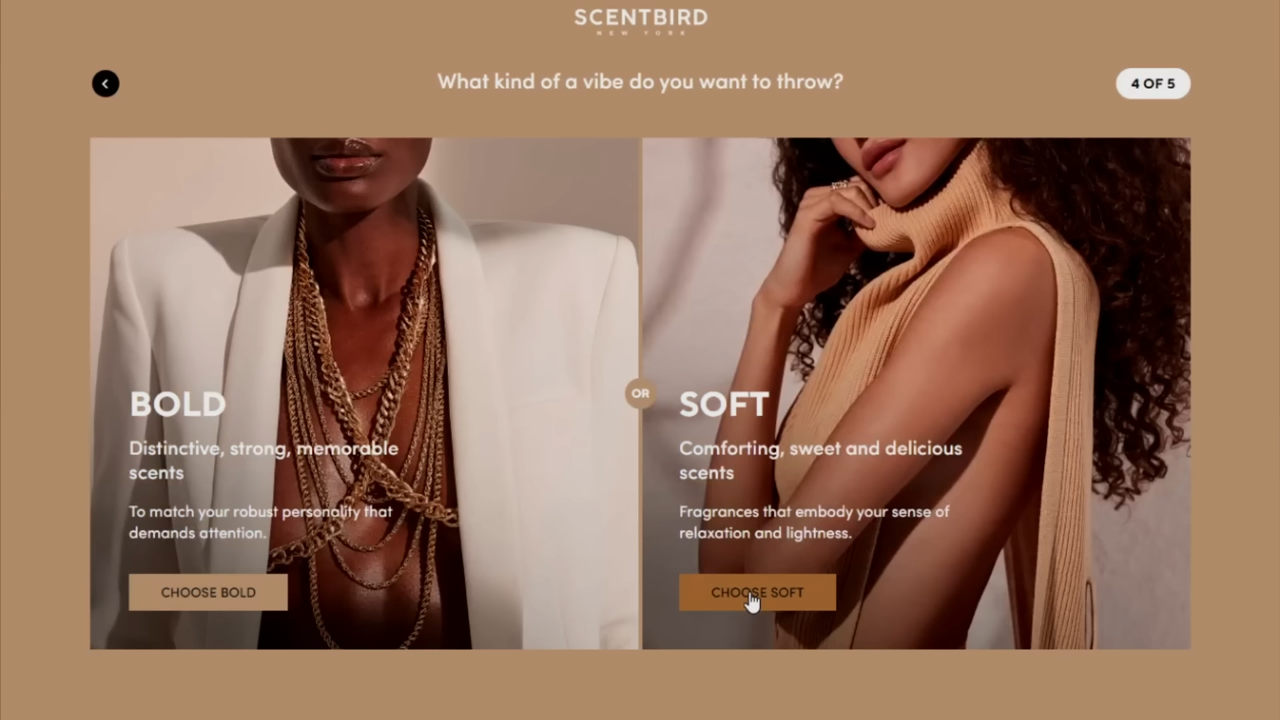 SCENTBIRD
NEW YORK
What kind of a vibe do you want to throw?
4 OF 5
BOLD
Distinctive, strong, memorable
scents
To match your robust personality that
demands attention.
CHOOSE BOLD
OR
SOFT
Comforting, sweet and delicious
scents
Fragrances that embody your sense of
relaxation and lightness.
CHOOSE SOFT